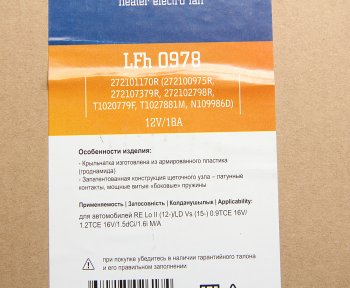 heater electro fan
LFh 0978
272101170R (272100975R,
272107379R, 272102798R,
T1020779F, T1027881M, N109986D)
12V/18A
Особенности изделия:
- Крыльчатка изготовлена из армированного пластика
(гроднамида)
- Запатентованная конструкция щеточного узла – латунные
контакты, мощные витые «боковые» пружины
Применяемость | Затосовність | Колданушылык | Applicability:
для автомобилей RE Lo II (12-)/LD Vs (15-) 0.9TCE 16V/
1.2TCE 16V/1.5dCi/1.6i M/A
при покупке убедитесь в наличии гарантийного талона
и его правильном заполнении